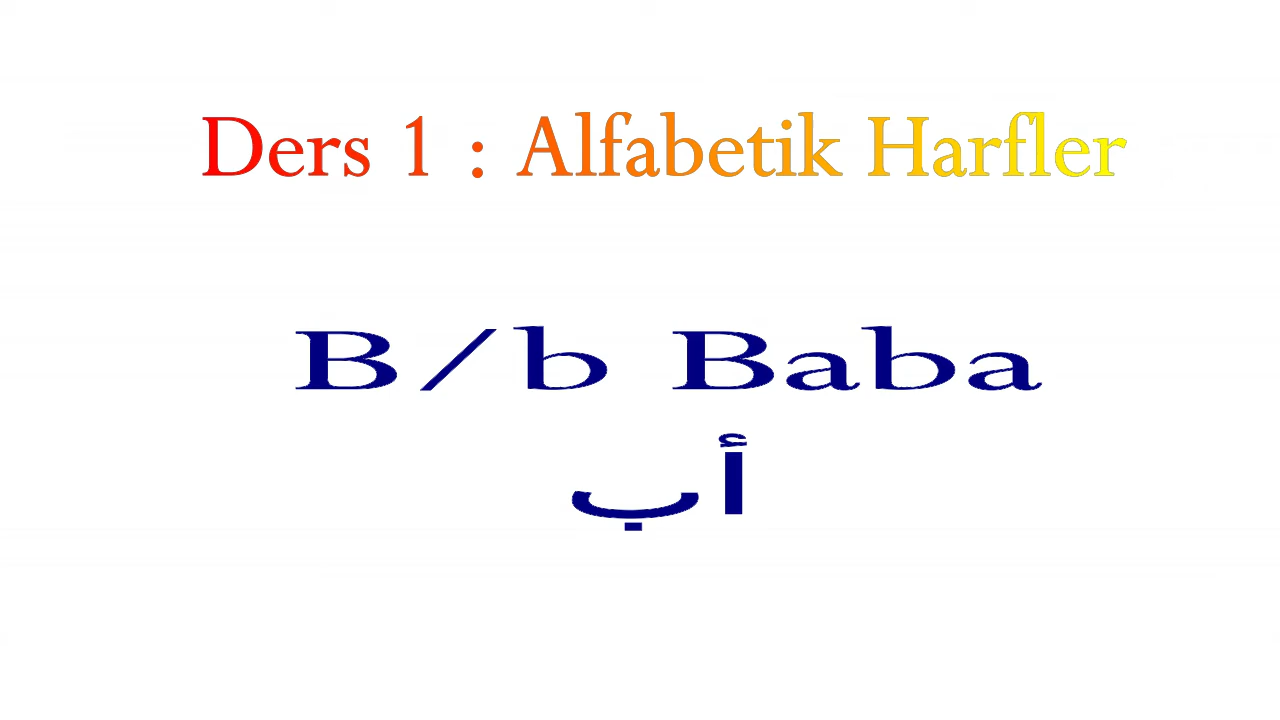 Ders 1 : Alfabetik Harfler
B/b Baba
أب